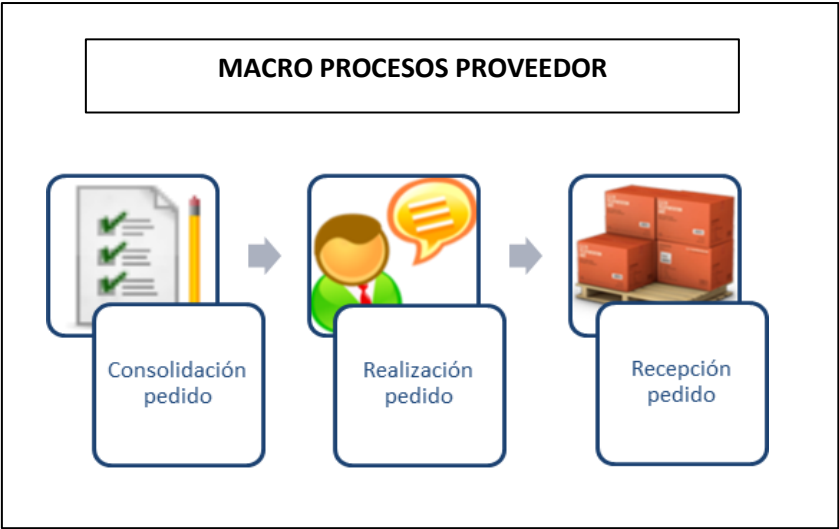 MACRO PROCESOS PROVEEDOR
Consolidación
pedido
Realización
pedido
Recepción
pedido